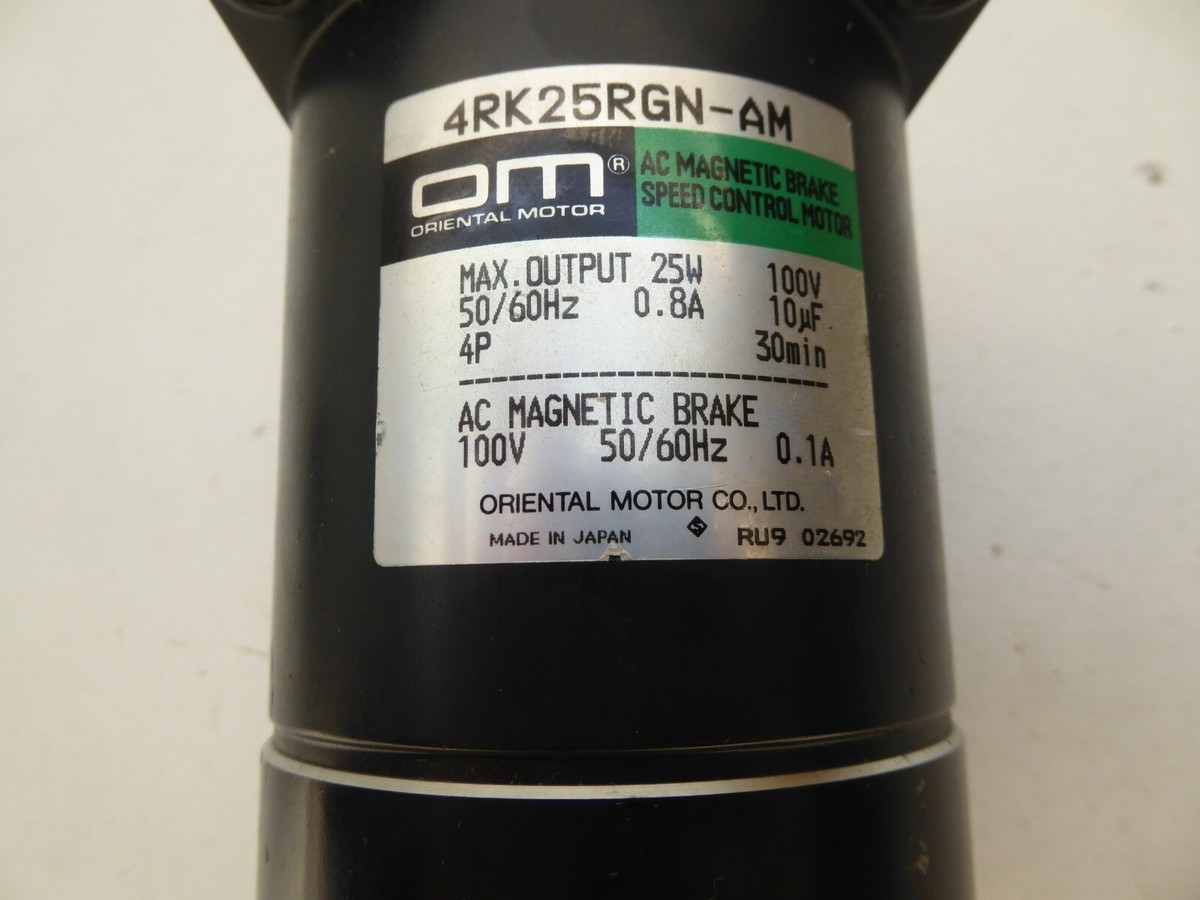 4RK25RGN-AM
om®
ORIENTAL MOTOR
AC MAGNETIC BRAKE
SPEED CONTROL MOTOR
MAX.OUTPUT 25W 100V
50/60Hz 0.8A 10μF
4P 30min
AC MAGNETIC BRAKE
100V 50/60Hz 0.1A
ORIENTAL MOTOR CO.,LTD.
MADE IN JAPAN S RU9 02692